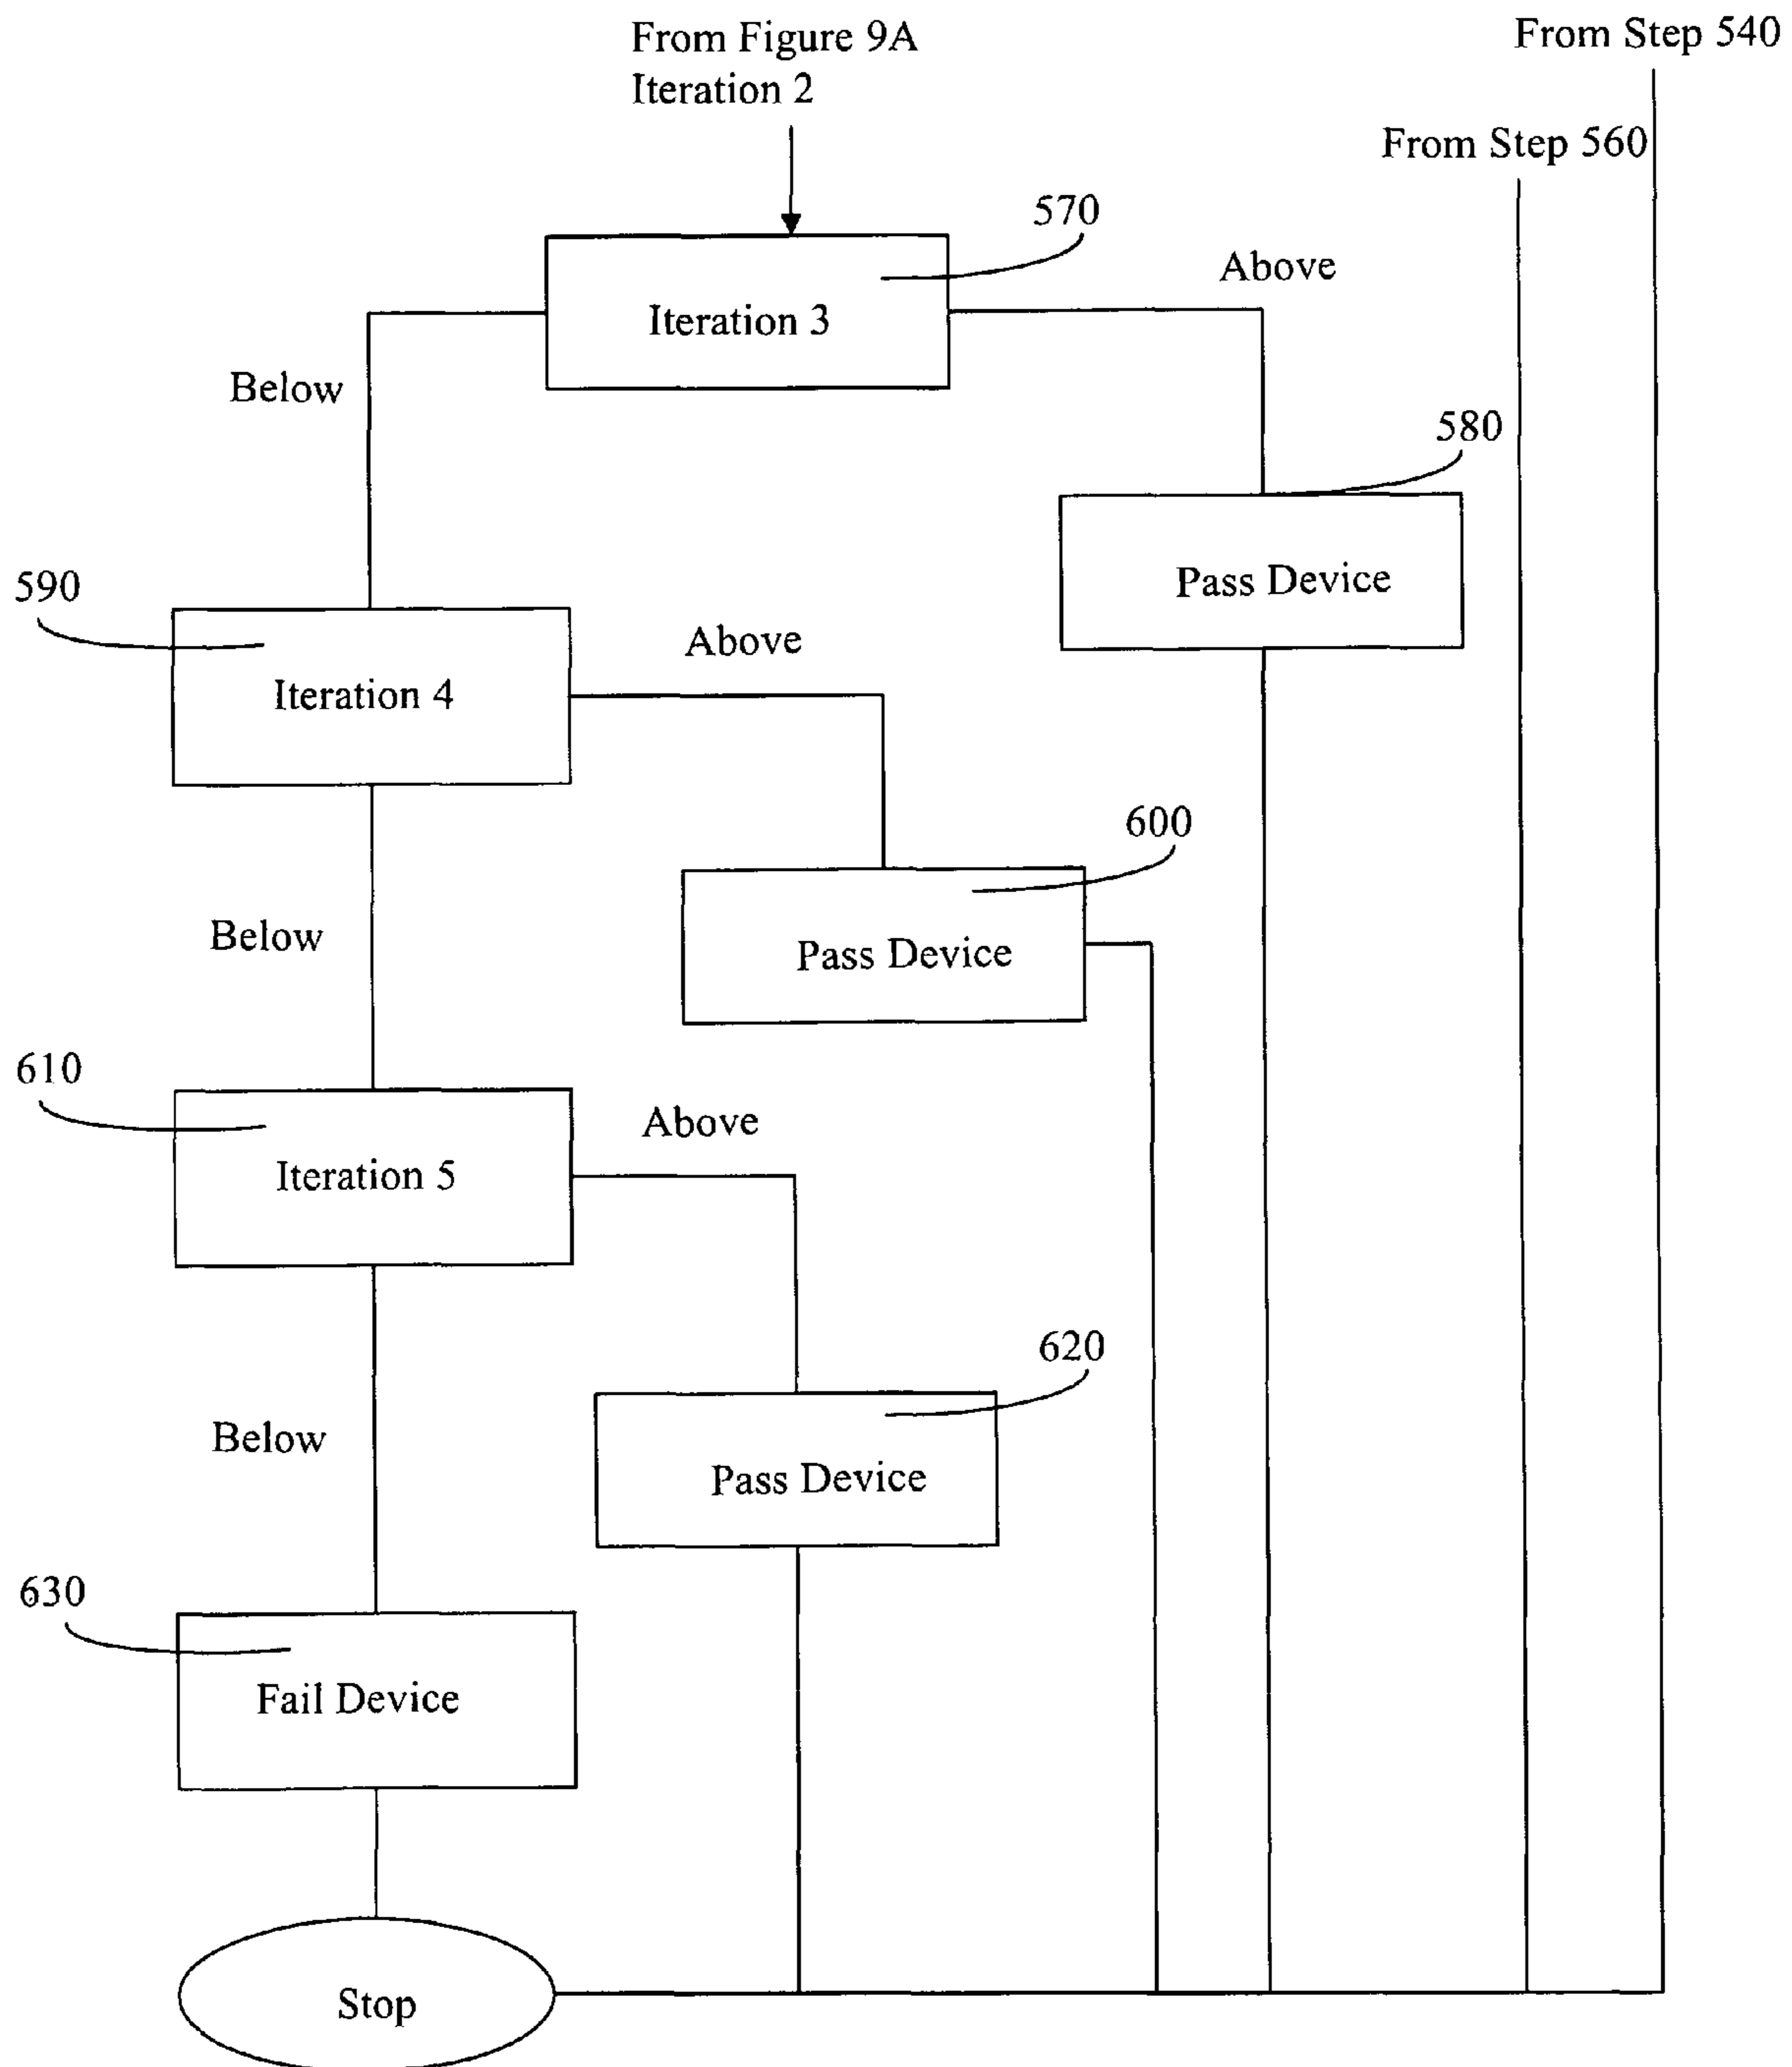 From Figure 9A
Iteration 2
From Step 540
From Step 560
570
Above
Iteration 3
Below
580
Pass Device
590
Above
Iteration 4
600
Below
Pass Device
610
Above
Iteration 5
620
Below
Pass Device
630
Fail Device
Stop